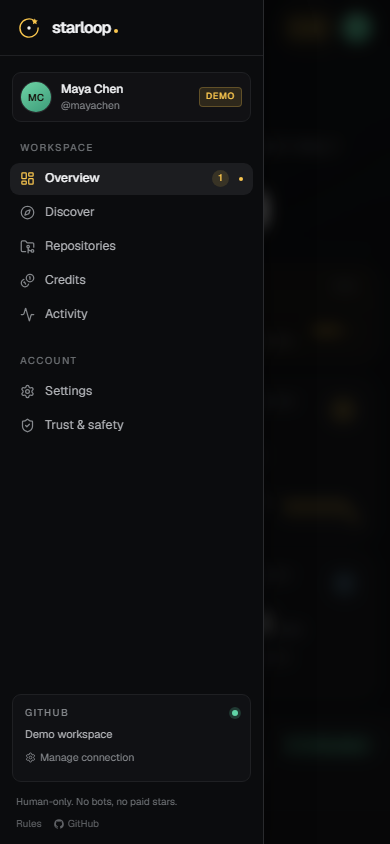 starloop.
MC
Maya Chen
@mayachen
DEMO
WORKSPACE
Overview 1
Discover
Repositories
Credits
Activity
ACCOUNT
Settings
Trust & safety
GITHUB
Demo workspace
Manage connection
Human-only. No bots, no paid stars.
Rules GitHub